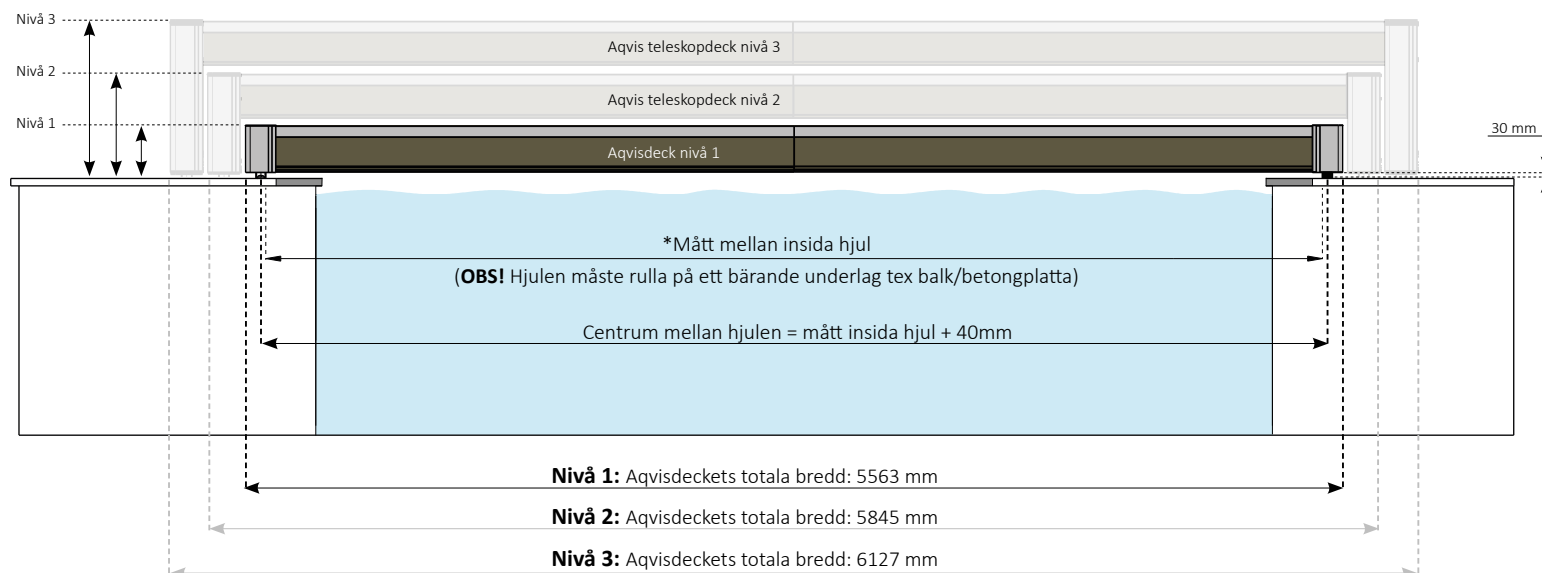 Nivå 3
Aqvis teleskopdeck nivå 3
Nivå 2
Aqvis teleskopdeck nivå 2
Nivå 1
30 mm
Aqvisdeck nivå 1
*Mått mellan insida hjul
(OBS! Hjulen måste rulla på ett bärande underlag tex balk/betongplatta)
Centrum mellan hjulen = mått insida hjul + 40mm
Nivå 1: Aqvisdeckets totala bredd: 5563 mm
Nivå 2: Aqvisdeckets totala bredd: 5845 mm
Nivå 3: Aqvisdeckets totala bredd: 6127 mm